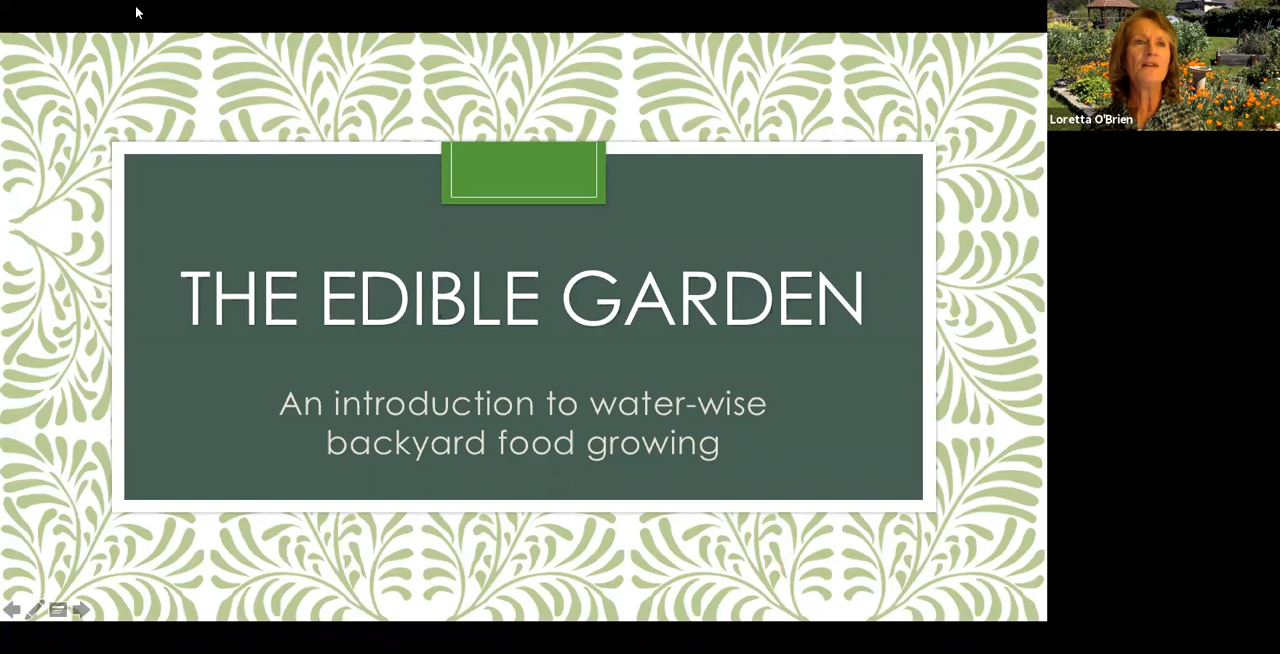 THE EDIBLE GARDEN
An introduction to water-wise
backyard food growing
Loretta O'Brien